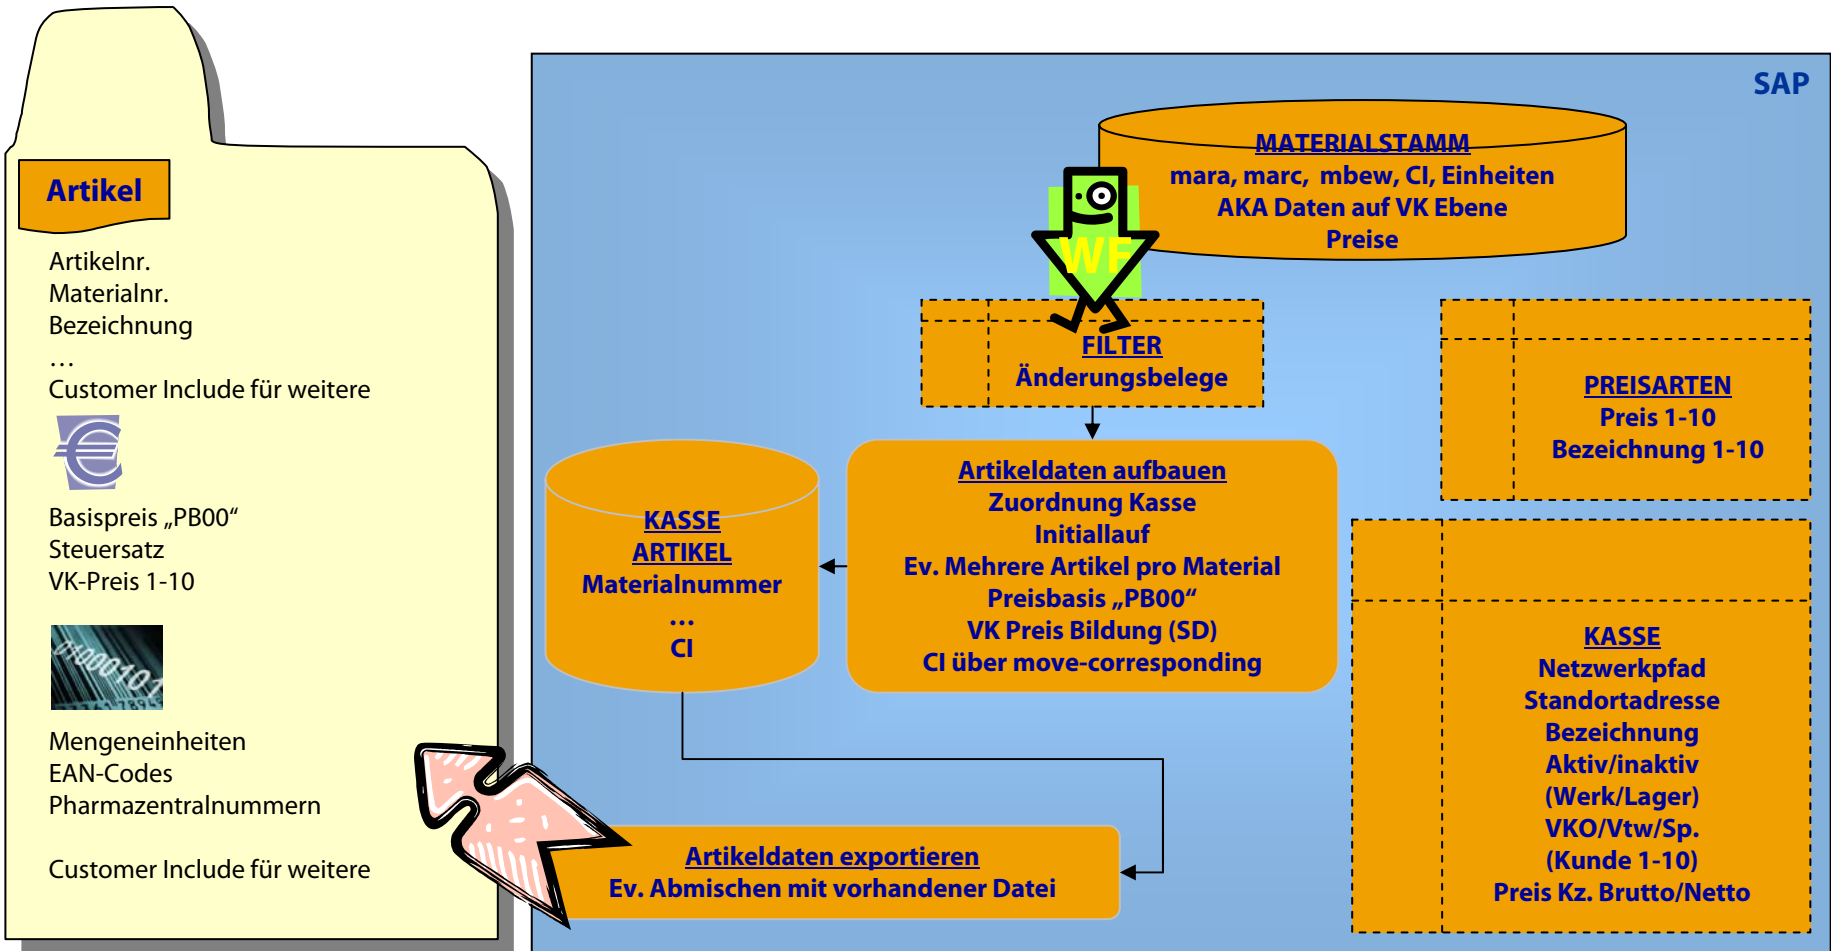 Artikel
Artikelnr.
Materialnr.
Bezeichnung
…
Customer Include für weitere
€
Basispreis „PB00“
Steuersatz
VK-Preis 1-10
Mengeneinheiten
EAN-Codes
Pharmazentralnummern
Customer Include für weitere
SAP
MATERIALSTAMM
mara, marc, mbew, CI, Einheiten
AKA Daten auf VK Ebene
Preise
WF
FILTER
Änderungsbelege
Artikeldaten aufbauen
Zuordnung Kasse
Initiallauf
Ev. Mehrere Artikel pro Material
Preisbasis „PB00“
VK Preis Bildung (SD)
CI über move-corresponding
KASSE
ARTIKEL
Materialnummer
…
CI
Artikeldaten exportieren
Ev. Abmischen mit vorhandener Datei
PREISARTEN
Preis 1-10
Bezeichnung 1-10
KASSE
Netzwerkpfad
Standortadresse
Bezeichnung
Aktiv/inaktiv
(Werk/Lager)
VKO/Vtw/Sp.
(Kunde 1-10)
Preis Kz. Brutto/Netto